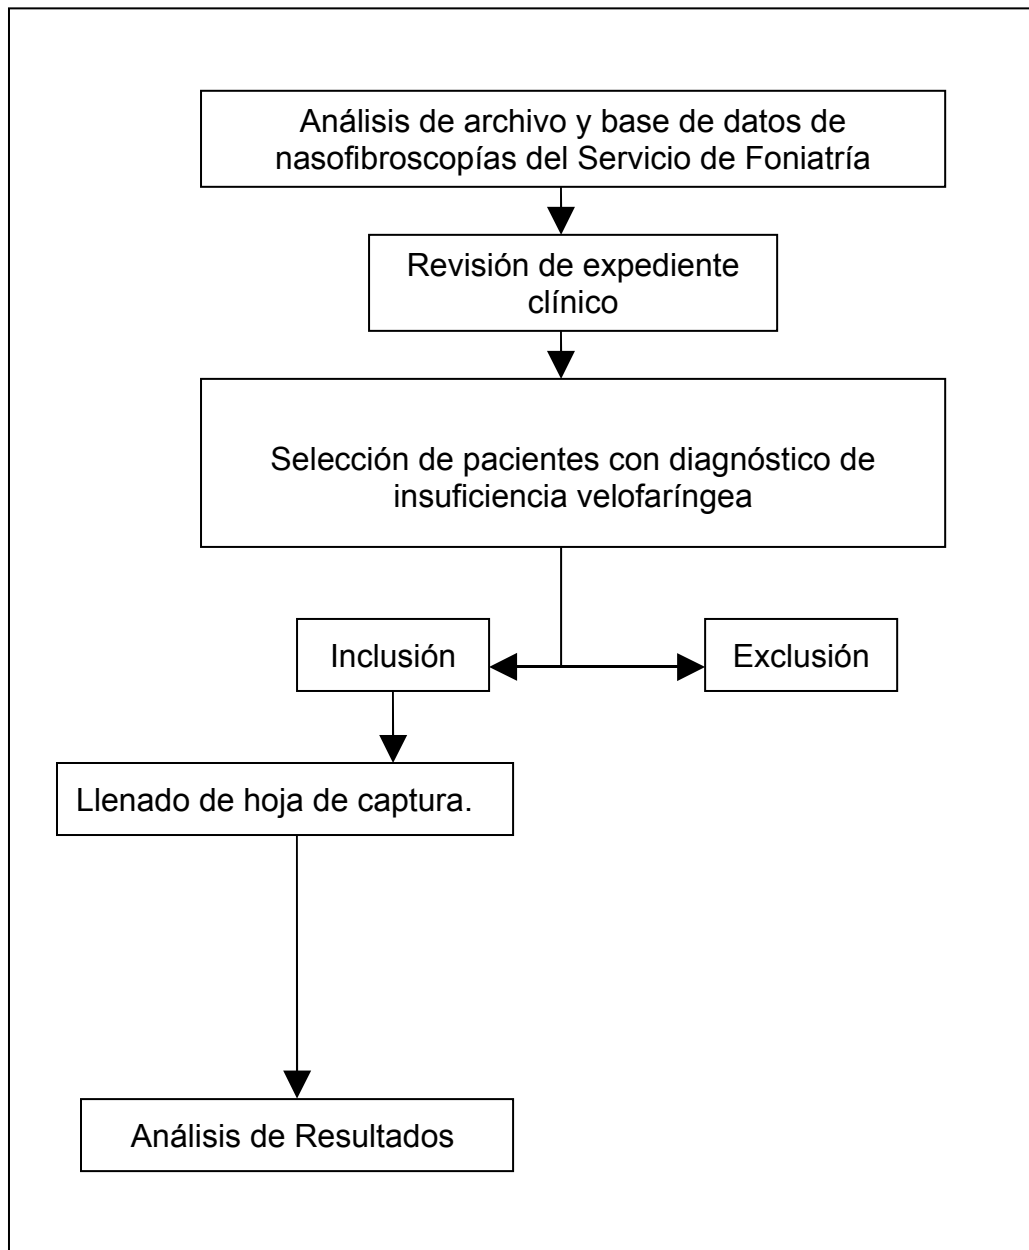 Análisis de archivo y base de datos de
nasofibroscopías del Servicio de Foniatría
Revisión de expediente
clínico
Selección de pacientes con diagnóstico de
insuficiencia velofaríngea
Inclusión
Exclusión
Llenado de hoja de captura.
Análisis de Resultados